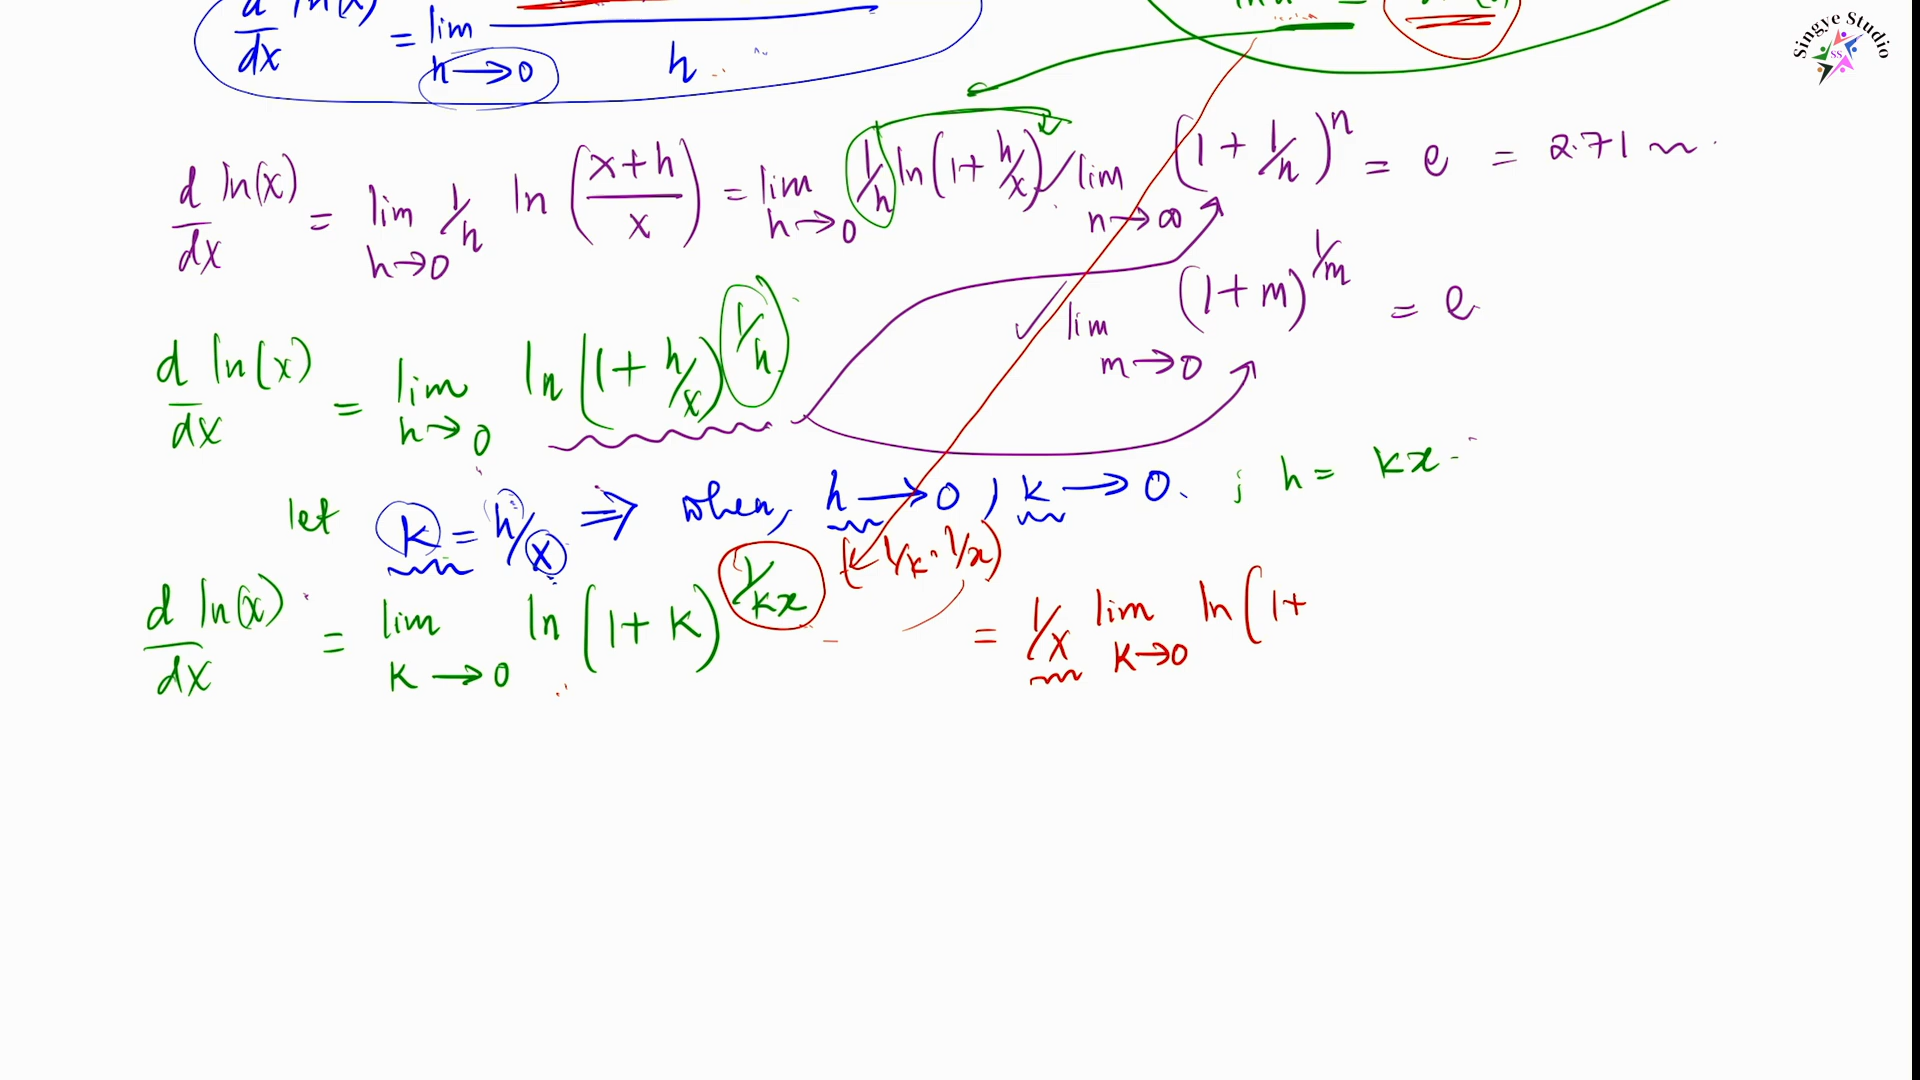 d/dx ln(x) = lim h→0 / h
Singye Studio
SS
d/dx ln(x) = lim h→0 1/h ln((x+h)/x) = lim h→0 1/h ln(1 + h/x)
lim n→∞ (1 + 1/n)^n = e = 2.71
lim m→0 (1+m)^1/m = e
d/dx ln(x) = lim h→0 ln(1 + h/x)^1/h
let k = h/x ⇒ when, h→0, k→0. ; h = kx.
d/dx ln(x) = lim k→0 ln(1+k)^1/kx (1/k · 1/x) = 1/x lim k→0 ln(1+